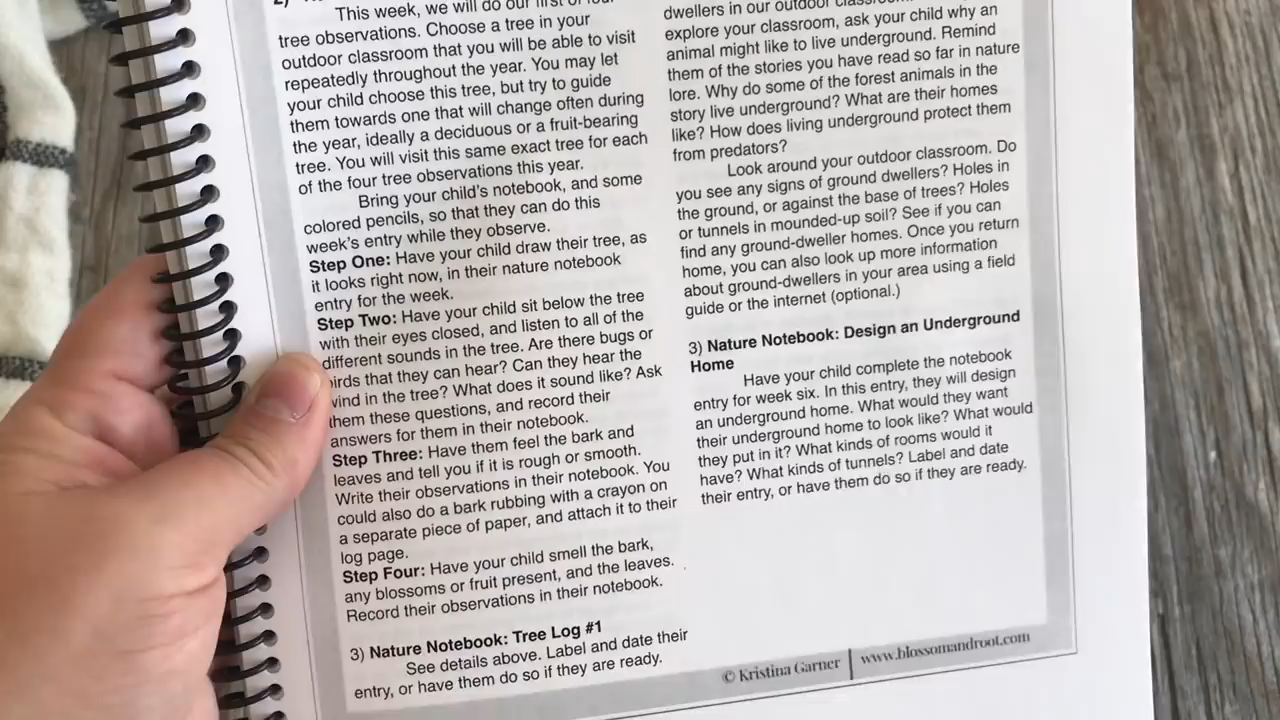 2)
This week, we will do our first of four
tree observations. Choose a tree in your
outdoor classroom that you will be able to visit
repeatedly throughout the year. You may let
your child choose this tree, but try to guide
them towards one that will change often during
the year, ideally a deciduous or a fruit-bearing
tree. You will visit this same exact tree for each
of the four tree observations this year.
Bring your child's notebook, and some
colored pencils, so that they can do this
week's entry while they observe.
Step One: Have your child draw their tree, as
it looks right now, in their nature notebook
entry for the week.
Step Two: Have your child sit below the tree
with their eyes closed, and listen to all of the
different sounds in the tree. Are there bugs or
irds that they can hear? Can they hear the
vind in the tree? What does it sound like? Ask
them these questions, and record their
answers for them in their notebook.
Step Three: Have them feel the bark and
leaves and tell you if it is rough or smooth.
Write their observations in their notebook. You
could also do a bark rubbing with a crayon on
a separate piece of paper, and attach it to their
log page.
Step Four: Have your child smell the bark,
any blossoms or fruit present, and the leaves.
Record their observations in their notebook.
3) Nature Notebook: Tree Log #1
See details above. Label and date their
entry, or have them do so if they are ready.
dwellers in our outdoor
explore your classroom, ask your child why an
animal might like to live underground. Remind
them of the stories you have read so far in nature
lore. Why do some of the forest animals in the
story live underground? What are their homes
like? How does living underground protect them
from predators?
Look around your outdoor classroom. Do
you see any signs of ground dwellers? Holes in
the ground, or against the base of trees? Holes
or tunnels in mounded-up soil? See if you can
find any ground-dweller homes. Once you return
home, you can also look up more information
about ground-dwellers in your area using a field
guide or the internet (optional.)
3) Nature Notebook: Design an Underground
Home
Have your child complete the notebook
entry for week six. In this entry, they will design
an underground home. What would they want
their underground home to look like? What would
they put in it? What kinds of rooms would it
have? What kinds of tunnels? Label and date
their entry, or have them do so if they are ready.
© Kristina Garner | www.blossomandroot.com